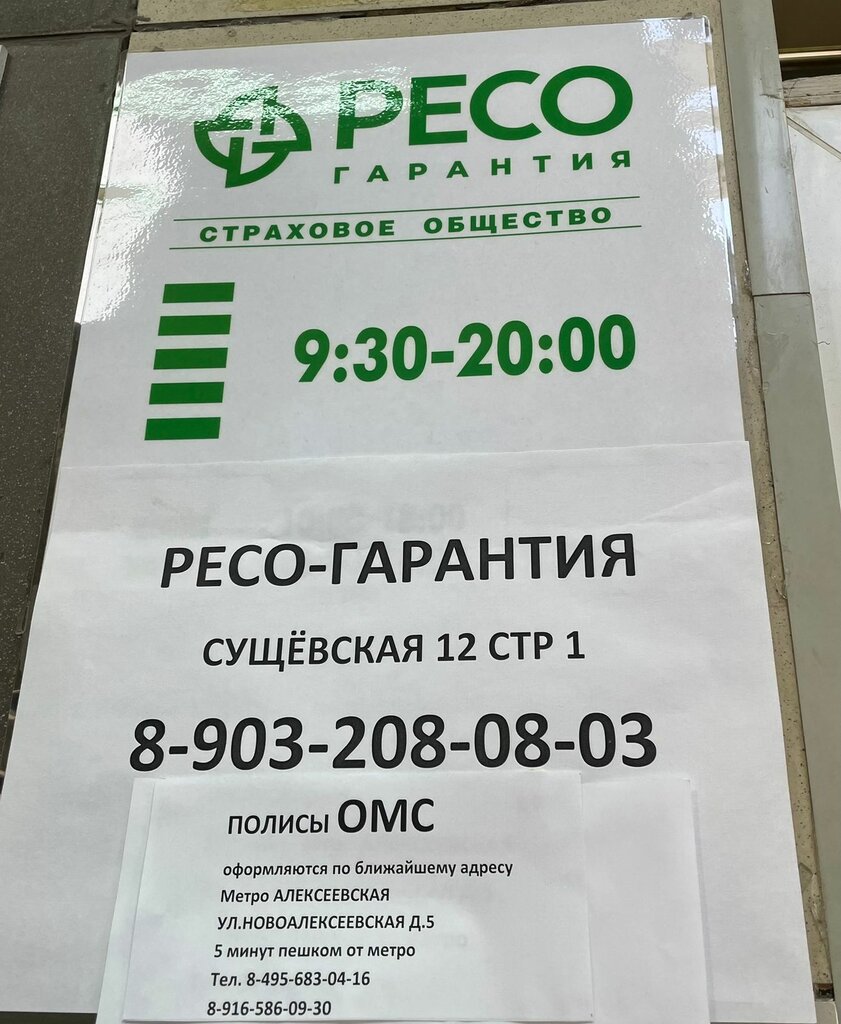 РЕСО
ГАРАНТИЯ
СТРАХОВОЕ ОБЩЕСТВО
9:30-20:00
РЕСО-ГАРАНТИЯ
СУЩЁВСКАЯ 12 СТР 1
8-903-208-08-03
ПОЛИСЫ ОМС
оформляются по ближайшему адресу
Метро АЛЕКСЕЕВСКАЯ
УЛ.НОВОАЛЕКСЕЕВСКАЯ Д.5
5 минут пешком от метро
Тел. 8-495-683-04-16
8-916-586-09-30